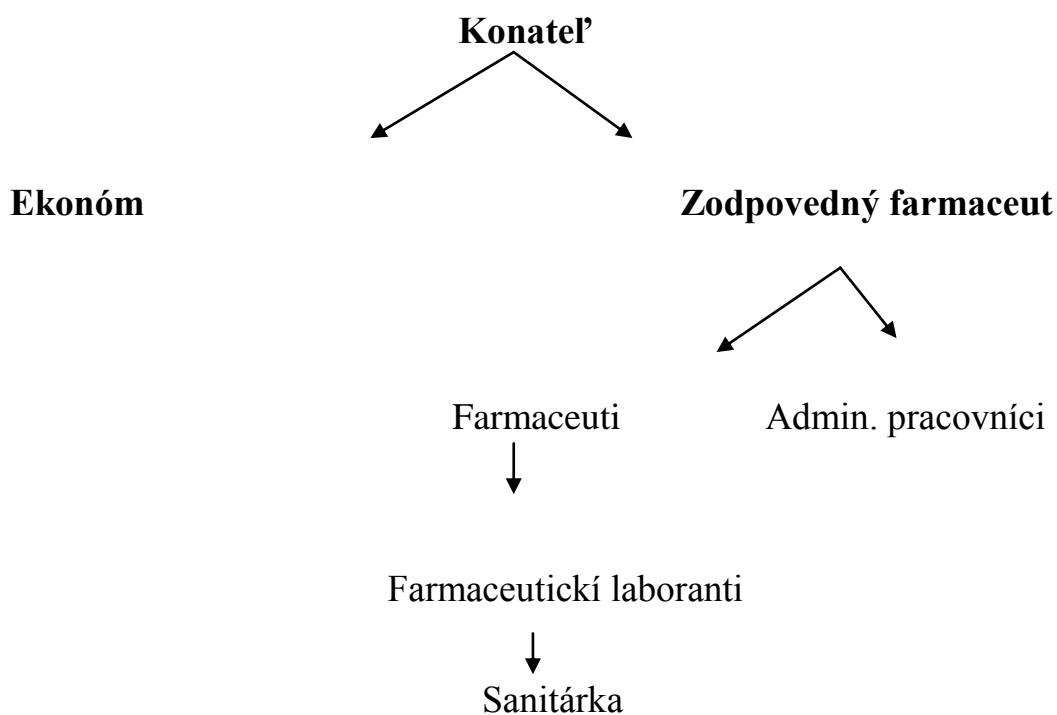 Konateľ
Ekonóm Zodpovedný farmaceut
Farmaceuti Admin. pracovníci
Farmaceutickí laboranti
Sanitárka